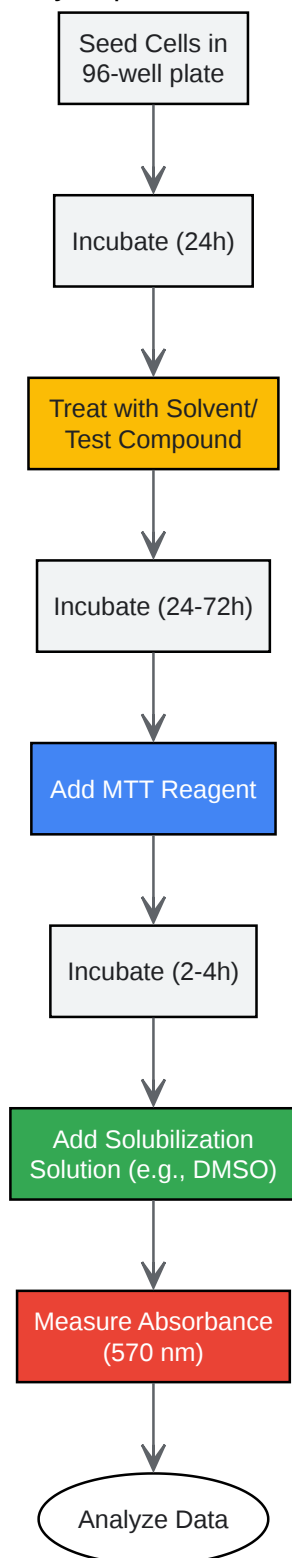 Seed Cells in
96-well plate
Incubate (24h)
Treat with Solvent/
Test Compound
Incubate (24-72h)
Add MTT Reagent
Incubate (2-4h)
Add Solubilization
Solution (e.g., DMSO)
Measure Absorbance
(570 nm)
Analyze Data